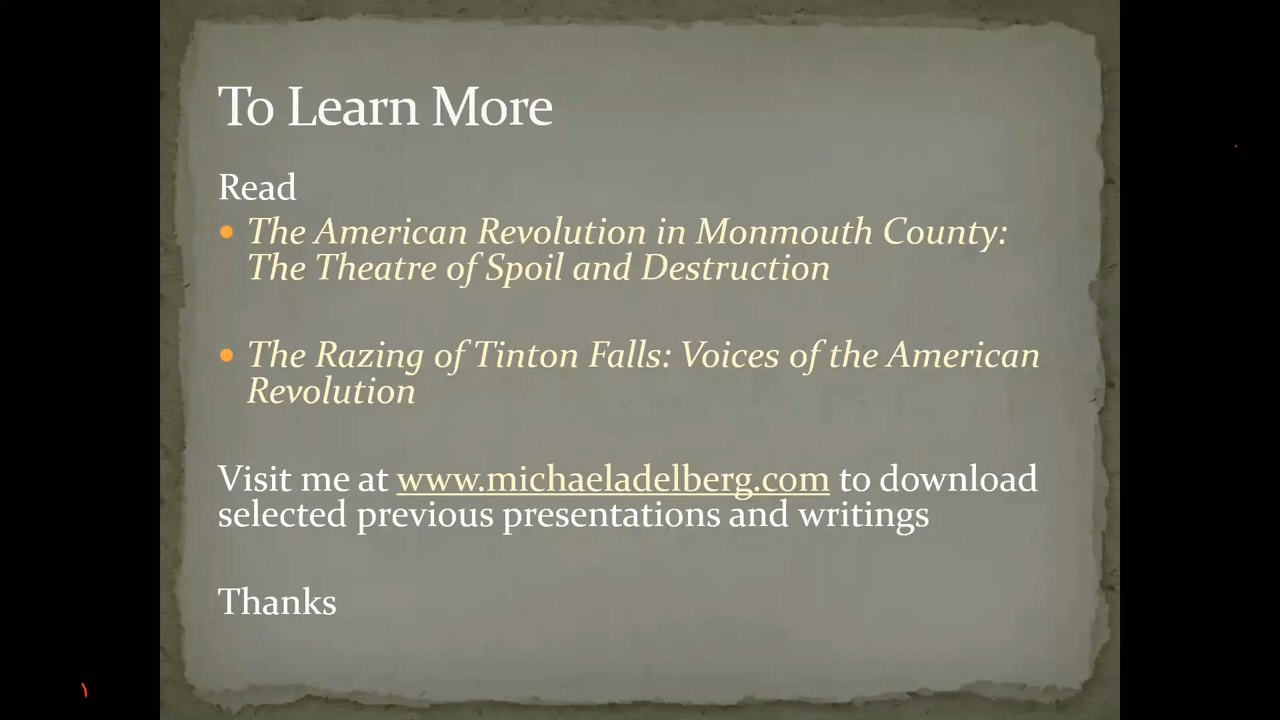 To Learn More
Read
• The American Revolution in Monmouth County:
The Theatre of Spoil and Destruction
• The Razing of Tinton Falls: Voices of the American
Revolution
Visit me at www.michaeladelberg.com to download
selected previous presentations and writings
Thanks